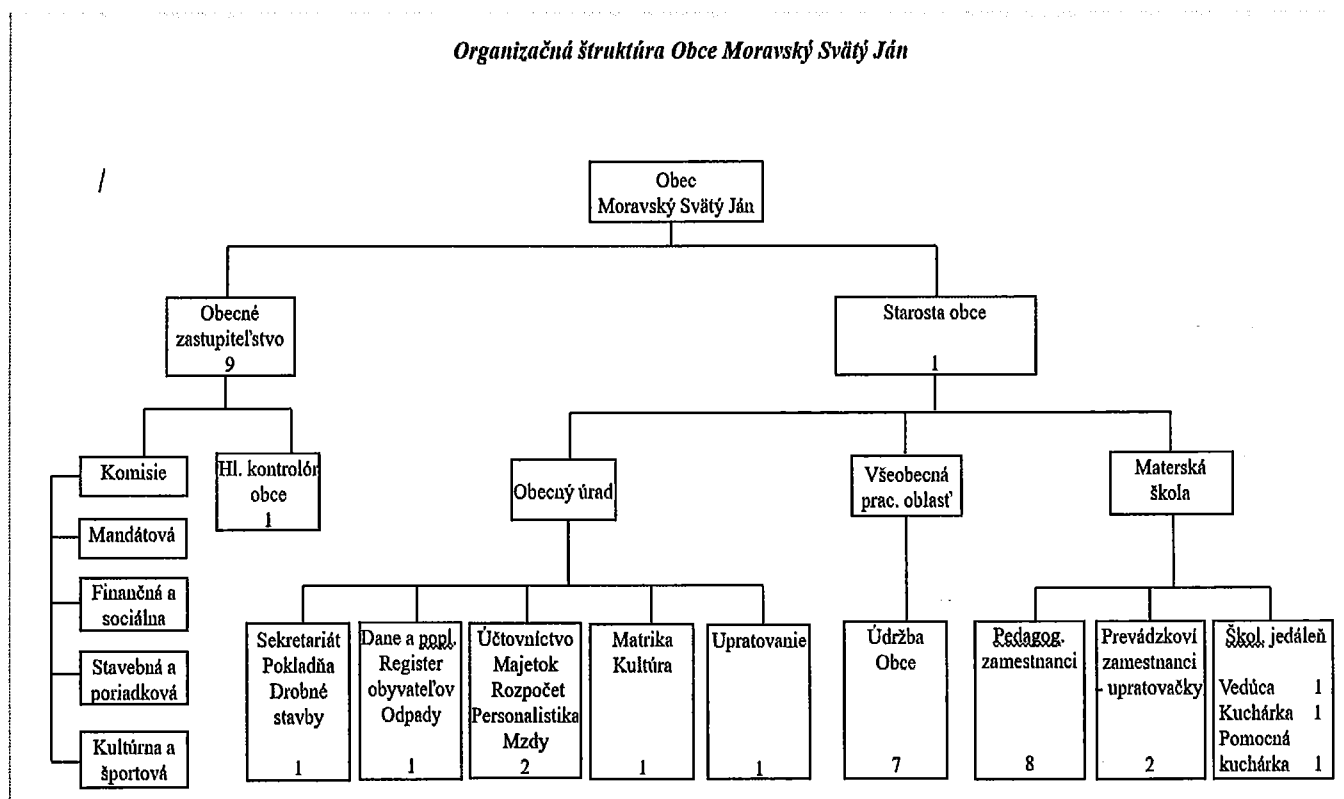 Organizačná štruktúra Obce Moravský Svätý Ján
Obec
Moravský Svätý Ján
Obecné
zastupiteľstvo
9
Starosta obce
1
Komisie
Mandátová
Finančná a
sociálna
Stavebná a
poriadková
Kultúrna a
športová
Hl. kontrolór
obce
1
Obecný úrad
Všeobecná
prac. oblasť
Materská
škola
Sekretariát
Pokladňa
Drobné
stavby
1
Dane a popl.
Register
obyvateľov
Odpady
1
Účtovníctvo
Majetok
Rozpočet
Personalistika
Mzdy
2
Matrika
Kultúra
1
Upratovanie
1
Údržba
Obce
7
Pedagog.
zamestnanci
8
Prevádzkoví
zamestnanci
- upratovačky
2
Škol. jedáleň
Vedúca 1
Kuchárka 1
Pomocná
kuchárka 1